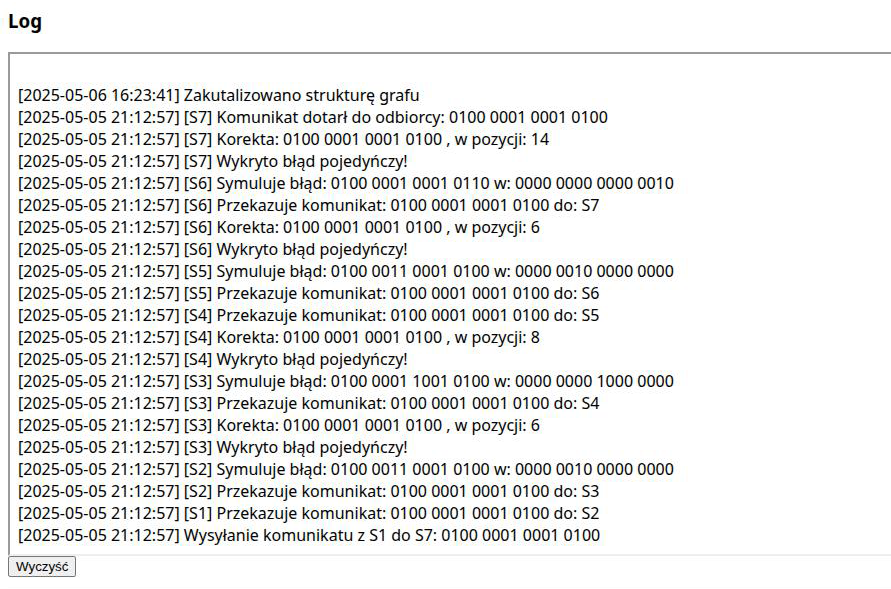 Log
[2025-05-06 16:23:41] Zakutalizowano strukturę grafu
[2025-05-05 21:12:57] [S7] Komunikat dotarł do odbiorcy: 0100 0001 0001 0100
[2025-05-05 21:12:57] [S7] Korekta: 0100 0001 0001 0100 , w pozycji: 14
[2025-05-05 21:12:57] [S7] Wykryto błąd pojedyńczy!
[2025-05-05 21:12:57] [S6] Symuluje błąd: 0100 0001 0001 0110 w: 0000 0000 0000 0010
[2025-05-05 21:12:57] [S6] Przekazuje komunikat: 0100 0001 0001 0100 do: S7
[2025-05-05 21:12:57] [S6] Korekta: 0100 0001 0001 0100 , w pozycji: 6
[2025-05-05 21:12:57] [S6] Wykryto błąd pojedyńczy!
[2025-05-05 21:12:57] [S5] Symuluje błąd: 0100 0011 0001 0100 w: 0000 0010 0000 0000
[2025-05-05 21:12:57] [S5] Przekazuje komunikat: 0100 0001 0001 0100 do: S6
[2025-05-05 21:12:57] [S4] Przekazuje komunikat: 0100 0001 0001 0100 do: S5
[2025-05-05 21:12:57] [S4] Korekta: 0100 0001 0001 0100 , w pozycji: 8
[2025-05-05 21:12:57] [S4] Wykryto błąd pojedyńczy!
[2025-05-05 21:12:57] [S3] Symuluje błąd: 0100 0001 1001 0100 w: 0000 0000 1000 0000
[2025-05-05 21:12:57] [S3] Przekazuje komunikat: 0100 0001 0001 0100 do: S4
[2025-05-05 21:12:57] [S3] Korekta: 0100 0001 0001 0100 , w pozycji: 6
[2025-05-05 21:12:57] [S3] Wykryto błąd pojedyńczy!
[2025-05-05 21:12:57] [S2] Symuluje błąd: 0100 0011 0001 0100 w: 0000 0010 0000 0000
[2025-05-05 21:12:57] [S2] Przekazuje komunikat: 0100 0001 0001 0100 do: S3
[2025-05-05 21:12:57] [S1] Przekazuje komunikat: 0100 0001 0001 0100 do: S2
[2025-05-05 21:12:57] Wysyłanie komunikatu z S1 do S7: 0100 0001 0001 0100
Wyczyść